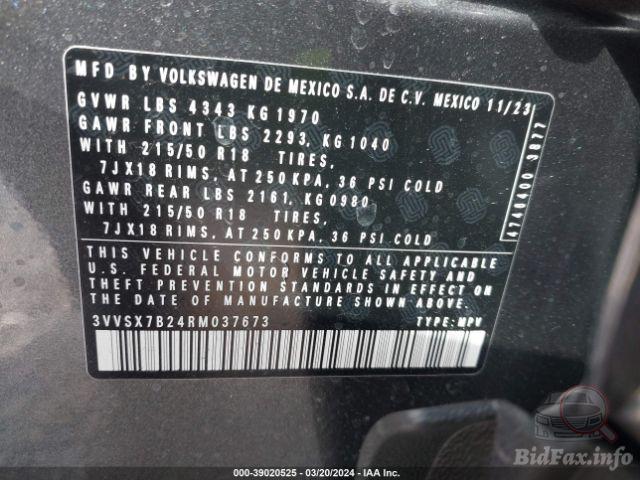 MFD BY VOLKSWAGEN DE MEXICO S.A. DE C.V. MEXICO 11/23
GVWR LBS 4343 KG 1970
GAWR FRONT LBS 2293, KG 1040
WITH 215/50 R18 TIRES,
7JX18 RIMS, AT 250 KPA, 36 PSI COLD
GAWR REAR LBS 2161, KG0980
WITH 215/50 R18 TIRES,
7JX18 RIMS, AT 250 KPA, 36 PSI COLD
THIS VEHICLE CONFORMS TO ALL APPLICABLE
U.S. FEDERAL MOTOR VEHICLE SAFETY AND
THEFT PREVENTION STANDARDS IN EFFECT ON
THE DATE OF MANUFACTURE SHOWN ABOVE.
3VVSX7B24RM037673 TYPE: MPV
4740400 3877
BidFax.info
000-39020525 - 03/20/2024 - IAA Inc.